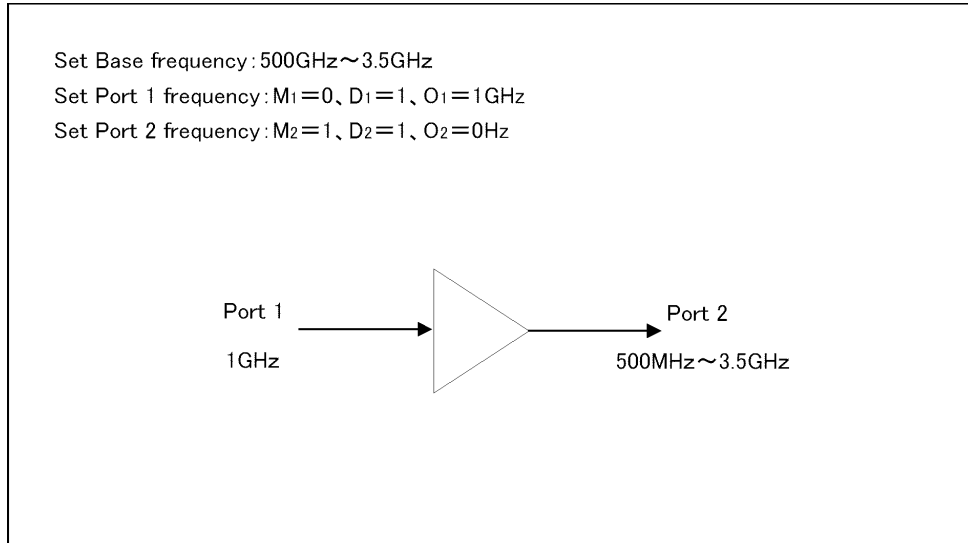 Set Base frequency:500GHz～3.5GHz
Set Port 1 frequency:M1＝0、D1＝1、O1＝1GHz
Set Port 2 frequency:M2＝1、D2＝1、O2＝0Hz
Port 1
Port 2
1GHz
500MHz～3.5GHz